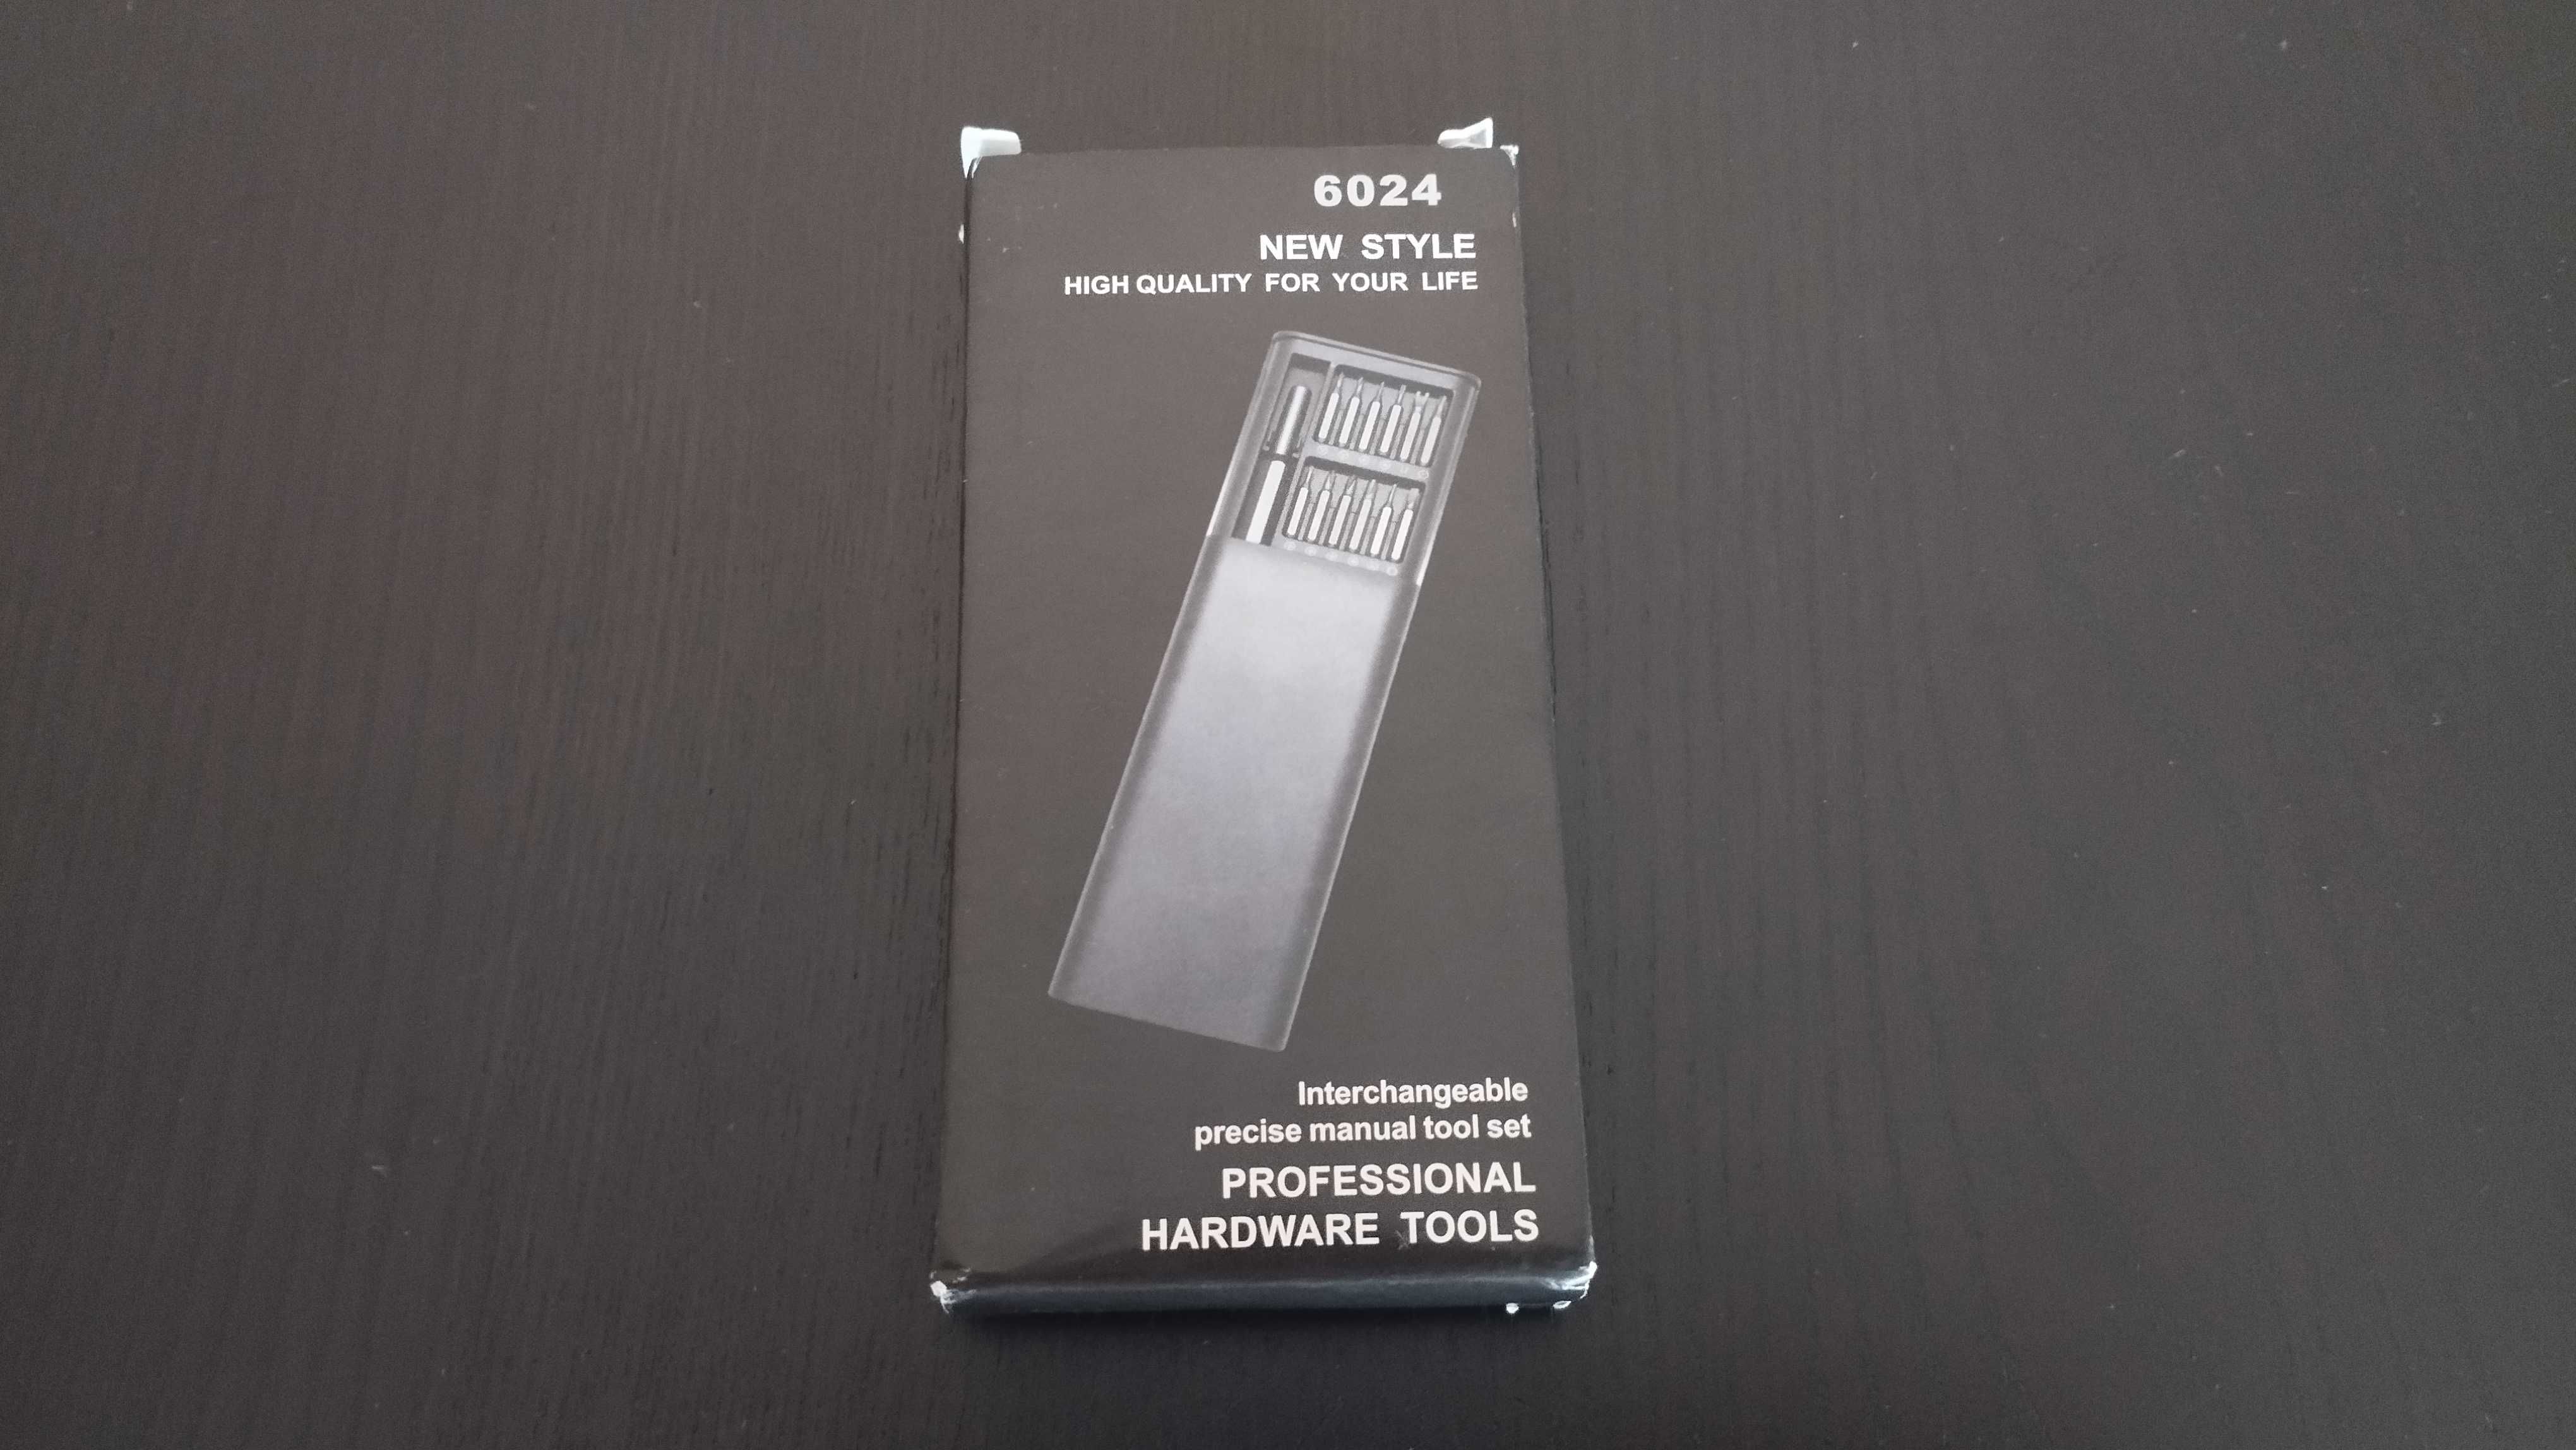 6024
NEW STYLE
HIGH QUALITY FOR YOUR LIFE
Interchangeable
precise manual tool set
PROFESSIONAL
HARDWARE TOOLS